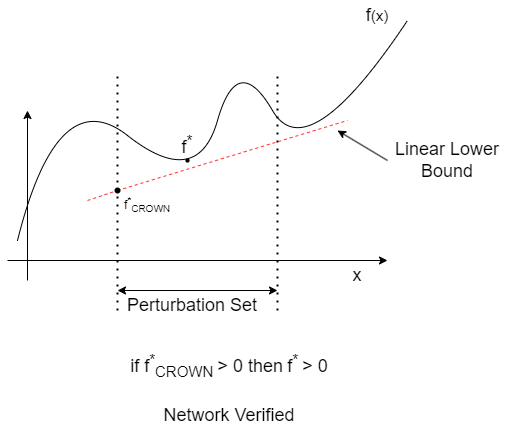 f(x)
f*
Linear Lower
Bound
f*CROWN
x
Perturbation Set
if f*CROWN > 0 then f* > 0
Network Verified